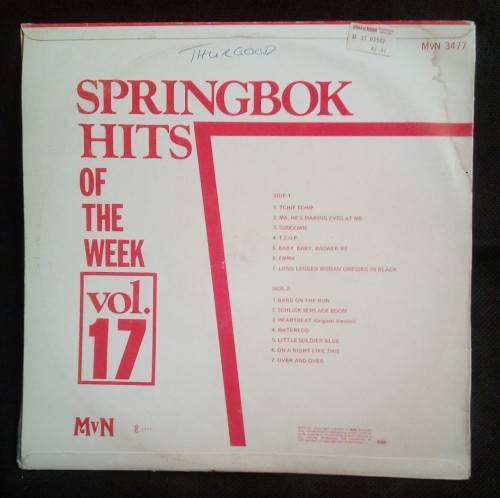 THURGOOD
MvN 3477
SPRINGBOK
HITS
OF
THE
WEEK
vol.
17
SIDE 1:
1. TCHIP TCHIP
2. MA, HE'S MAKING EYES AT ME
3. SUNDOWN
4. T.S.O.P.
5. BABY BABY, ANSWER ME
6. EMMA
7. LONG LEGGED WOMAN DRESSED IN BLACK
SIDE 2:
1. BAND ON THE RUN
2. SCHLICK SCHLACK BOOM
3. HEARTBEAT (Original Version)
4. WATERLOO
5. LITTLE SOLDIER BLUE
6. ON A NIGHT LIKE THIS
7. OVER AND OVER
MvN